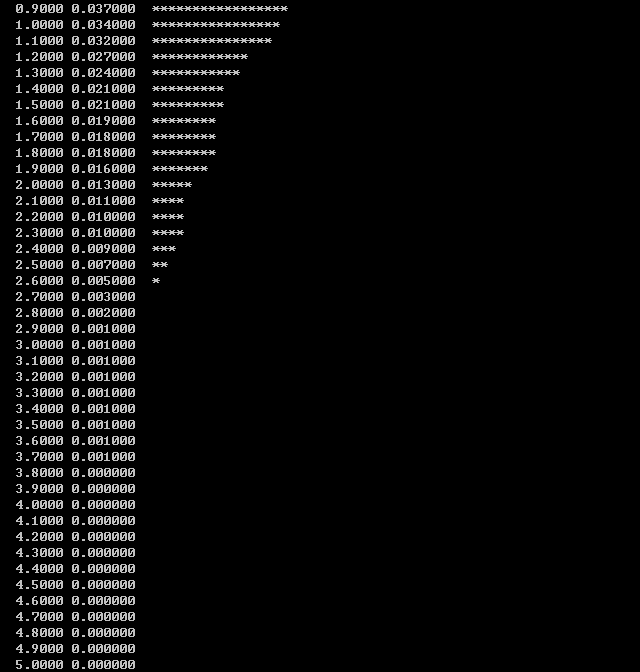 0.9000 0.037000  *****************
1.0000 0.034000  ****************
1.1000 0.032000  ***************
1.2000 0.027000  ************
1.3000 0.024000  ***********
1.4000 0.021000  *********
1.5000 0.021000  *********
1.6000 0.019000  ********
1.7000 0.018000  ********
1.8000 0.018000  ********
1.9000 0.016000  *******
2.0000 0.013000  *****
2.1000 0.011000  ****
2.2000 0.010000  ****
2.3000 0.010000  ****
2.4000 0.009000  ***
2.5000 0.007000  **
2.6000 0.005000  *
2.7000 0.003000
2.8000 0.002000
2.9000 0.001000
3.0000 0.001000
3.1000 0.001000
3.2000 0.001000
3.3000 0.001000
3.4000 0.001000
3.5000 0.001000
3.6000 0.001000
3.7000 0.001000
3.8000 0.000000
3.9000 0.000000
4.0000 0.000000
4.1000 0.000000
4.2000 0.000000
4.3000 0.000000
4.4000 0.000000
4.5000 0.000000
4.6000 0.000000
4.7000 0.000000
4.8000 0.000000
4.9000 0.000000
5.0000 0.000000